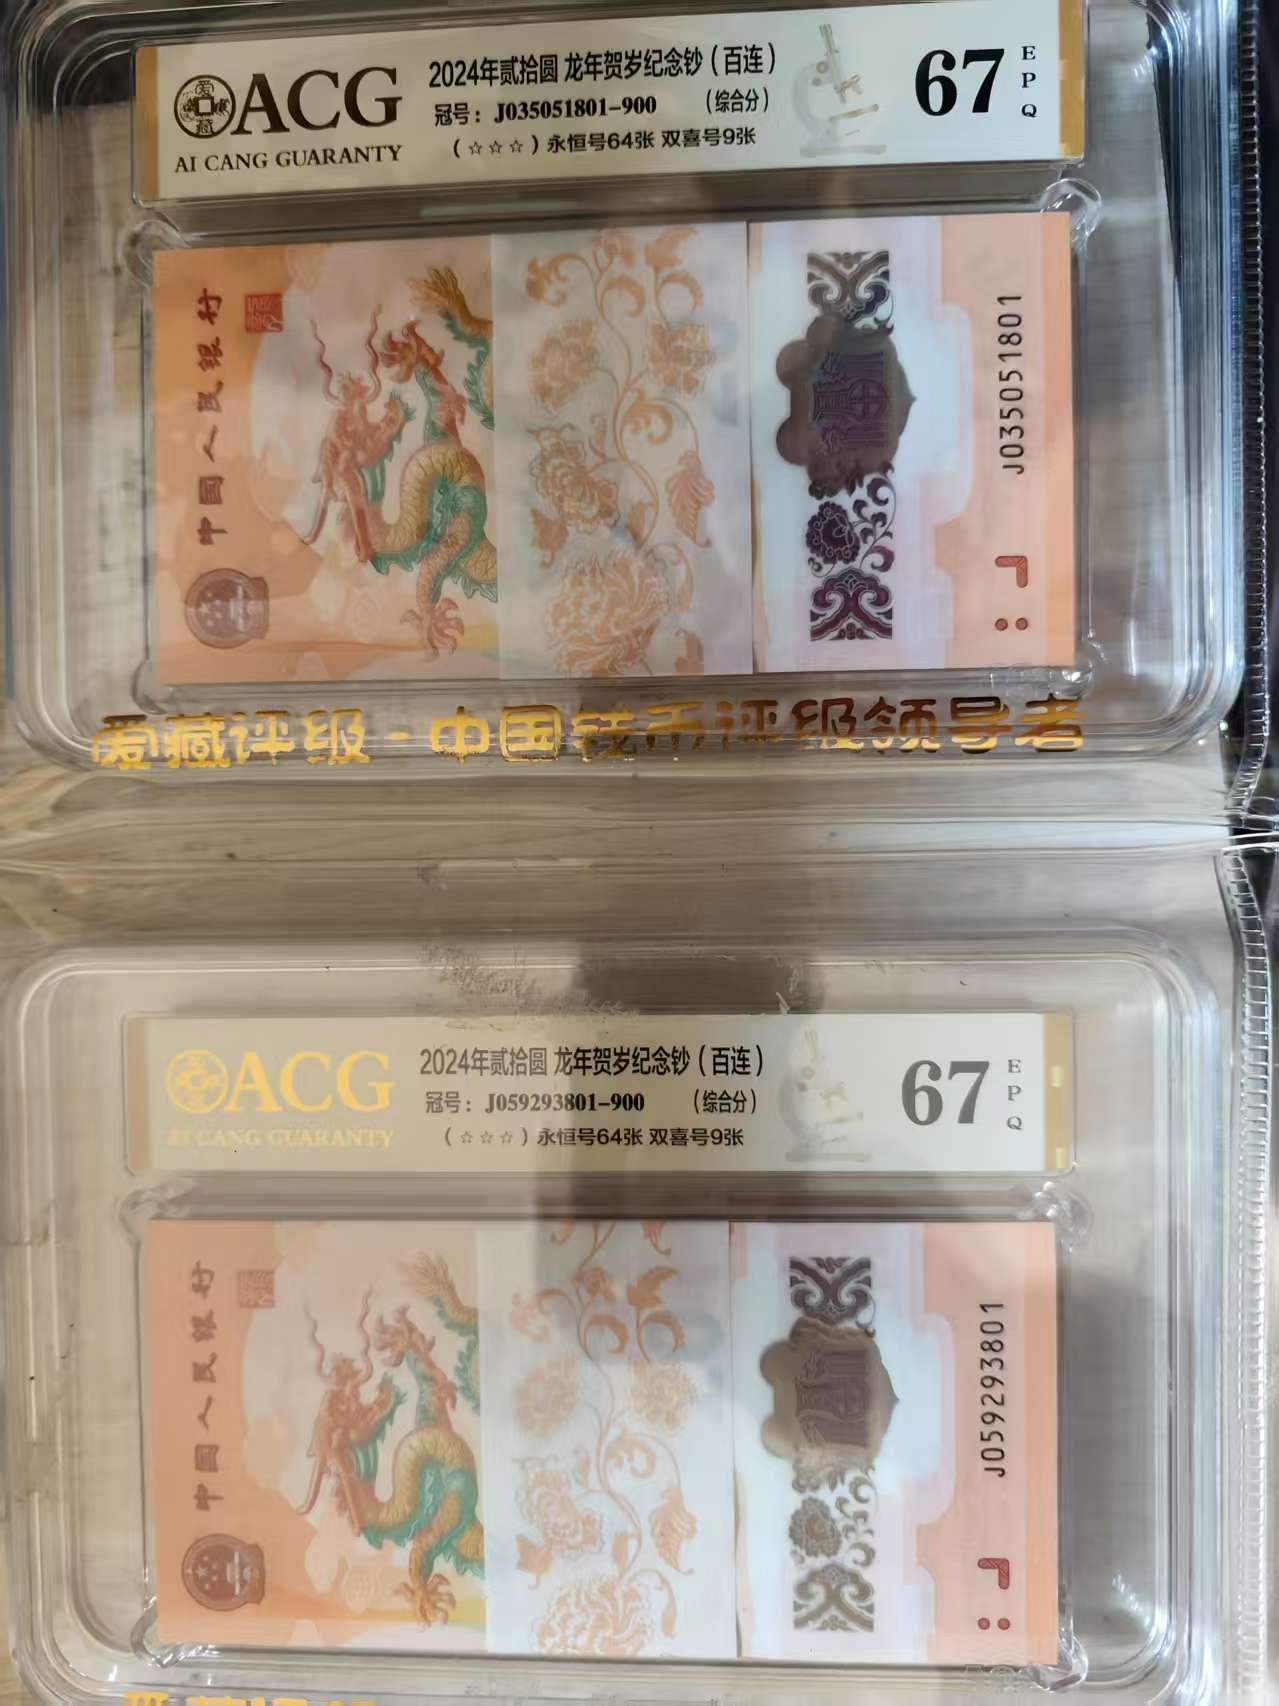 ACG
AI CANG GUARANTY
2024年贰拾圆 龙年贺岁纪念钞（百连）
冠号：J035051801-900 （综合分）
（☆☆☆）永恒号64张 双喜号9张
67
EPQ
中国人民银行
J035051801
爱藏评级-中国钱币评级领导者
ACG
AI CANG GUARANTY
2024年贰拾圆 龙年贺岁纪念钞（百连）
冠号：J059293801-900 （综合分）
（☆☆☆）永恒号64张 双喜号9张
67
EPQ
中国人民银行
J059293801